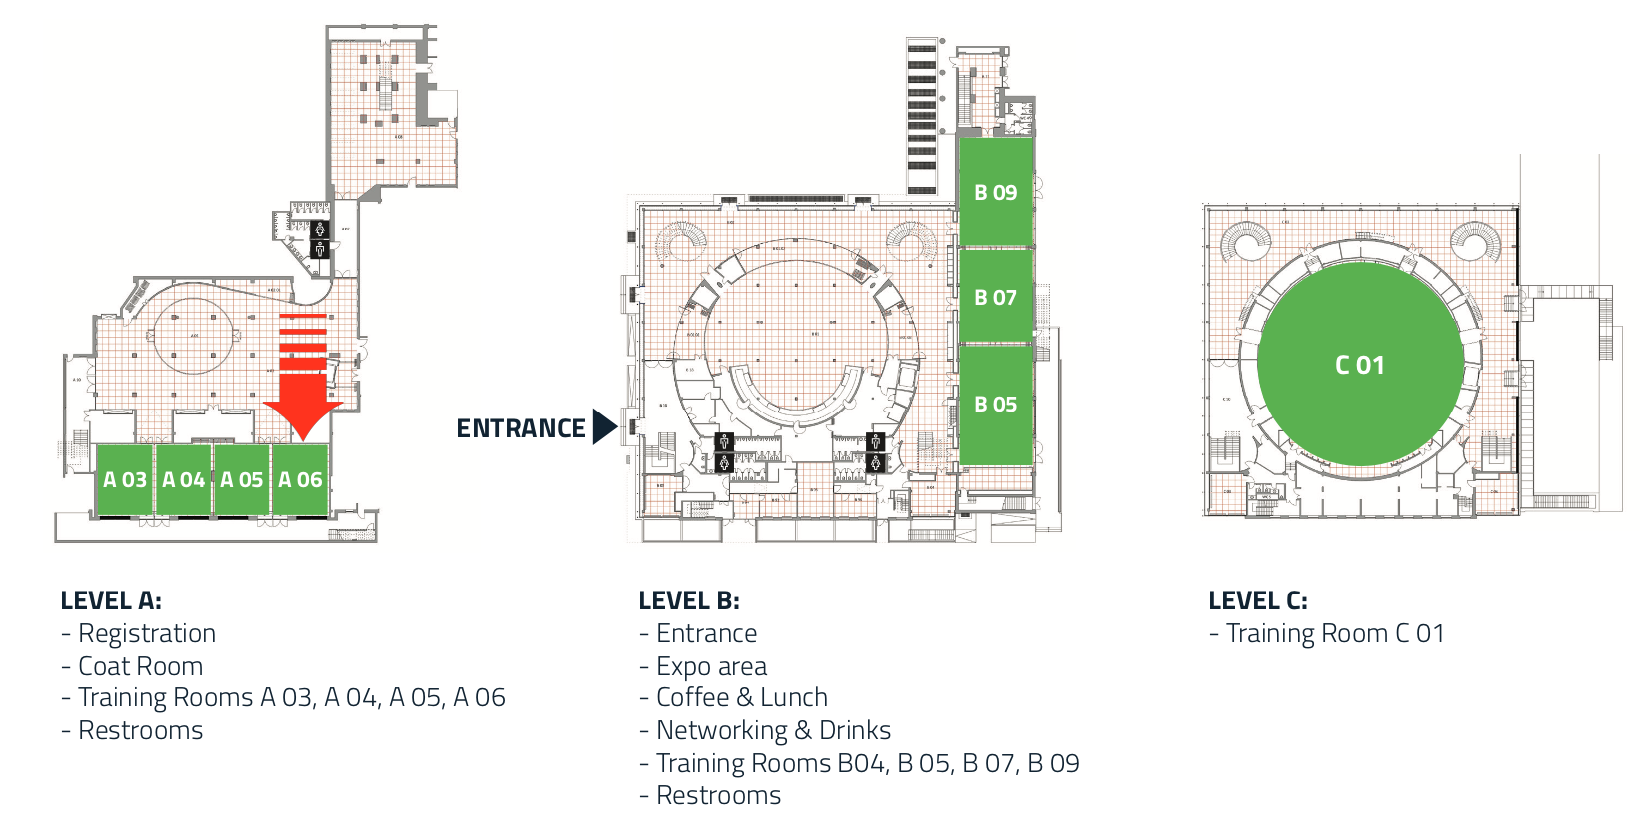 B 09
B 07
C 01
B 05
ENTRANCE
A 03 A 04 A 05 A 06
LEVEL A:
- Registration
- Coat Room
- Training Rooms A 03, A 04, A 05, A 06
- Restrooms
LEVEL B:
- Entrance
- Expo area
- Coffee & Lunch
- Networking & Drinks
- Training Rooms B04, B 05, B 07, B 09
- Restrooms
LEVEL C:
- Training Room C 01